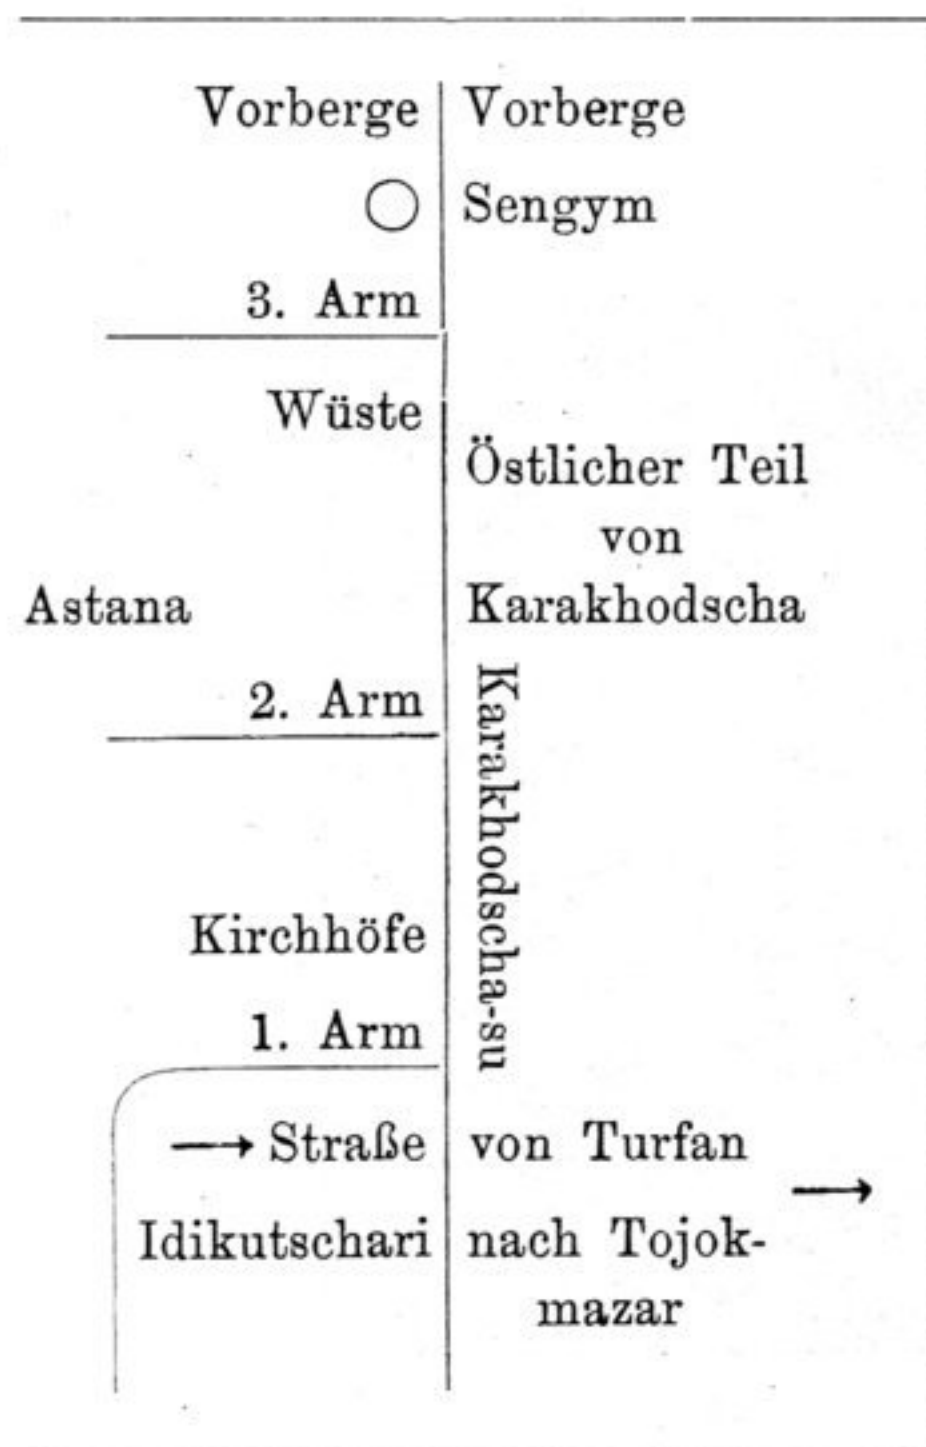 Vorberge Vorberge
Sengym
3. Arm
Wüste
Östlicher Teil
von
Astana Karakhodscha
2. Arm
Karakhodscha-su
Kirchhöfe
1. Arm
→ Straße von Turfan →
Idikutschari nach Tojok-
mazar